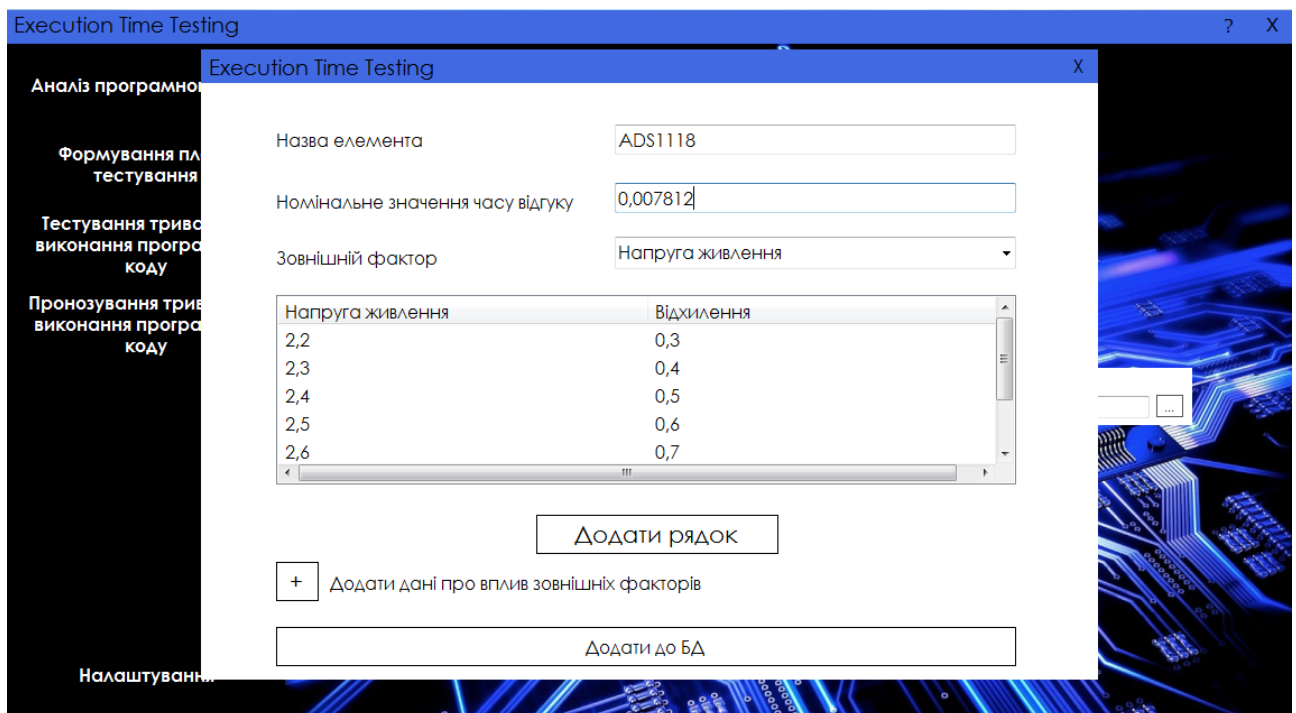 Execution Time Testing ? X
Execution Time Testing X
Аналіз програмног
Формування пл
тестування
Тестування трива
виконання програ
коду
Пронозування трив
виконання програ
коду
Налаштування
Назва елемента ADS1118
Номінальне значення часу відгуку 0,007812
Зовнішній фактор Напруга живлення
Напруга живлення Відхилення
2,2 0,3
2,3 0,4
2,4 0,5
2,5 0,6
2,6 0,7
Додати рядок
+ Додати дані про вплив зовнішніх факторів
Додати до БД
...